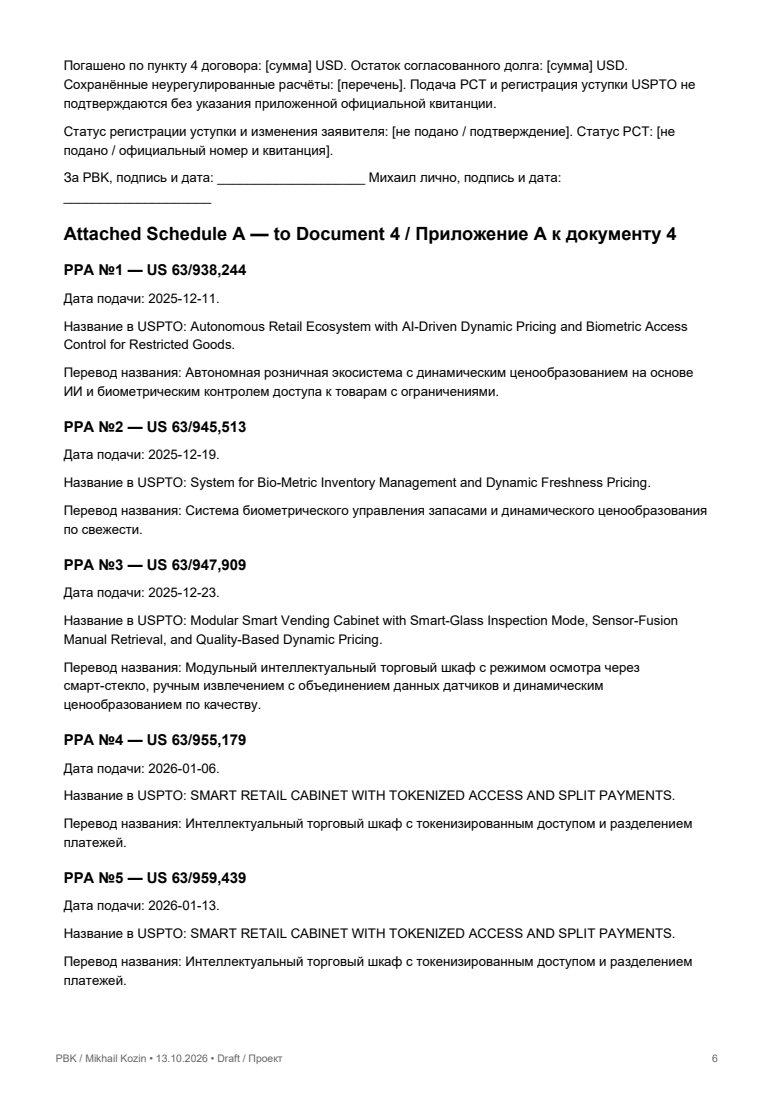 Погашено по пункту 4 договора: [сумма] USD. Остаток согласованного долга: [сумма] USD.
Сохранённые неурегулированные расчёты: [перечень]. Подача PCT и регистрация уступки USPTO не
подтверждаются без указания приложенной официальной квитанции.
Статус регистрации уступки и изменения заявителя: [не подано / подтверждение]. Статус PCT: [не
подано / официальный номер и квитанция].
За PBK, подпись и дата: ____________________ Михаил лично, подпись и дата:
____________________
Attached Schedule A — to Document 4 / Приложение А к документу 4
PPA №1 — US 63/938,244
Дата подачи: 2025-12-11.
Название в USPTO: Autonomous Retail Ecosystem with AI-Driven Dynamic Pricing and Biometric Access
Control for Restricted Goods.
Перевод названия: Автономная розничная экосистема с динамическим ценообразованием на основе
ИИ и биометрическим контролем доступа к товарам с ограничениями.
PPA №2 — US 63/945,513
Дата подачи: 2025-12-19.
Название в USPTO: System for Bio-Metric Inventory Management and Dynamic Freshness Pricing.
Перевод названия: Система биометрического управления запасами и динамического ценообразования
по свежести.
PPA №3 — US 63/947,909
Дата подачи: 2025-12-23.
Название в USPTO: Modular Smart Vending Cabinet with Smart-Glass Inspection Mode, Sensor-Fusion
Manual Retrieval, and Quality-Based Dynamic Pricing.
Перевод названия: Модульный интеллектуальный торговый шкаф с режимом осмотра через
смарт-стекло, ручным извлечением с объединением данных датчиков и динамическим
ценообразованием по качеству.
PPA №4 — US 63/955,179
Дата подачи: 2026-01-06.
Название в USPTO: SMART RETAIL CABINET WITH TOKENIZED ACCESS AND SPLIT PAYMENTS.
Перевод названия: Интеллектуальный торговый шкаф с токенизированным доступом и разделением
платежей.
PPA №5 — US 63/959,439
Дата подачи: 2026-01-13.
Название в USPTO: SMART RETAIL CABINET WITH TOKENIZED ACCESS AND SPLIT PAYMENTS.
Перевод названия: Интеллектуальный торговый шкаф с токенизированным доступом и разделением
платежей.
PBK / Mikhail Kozin • 13.10.2026 • Draft / Проект
6